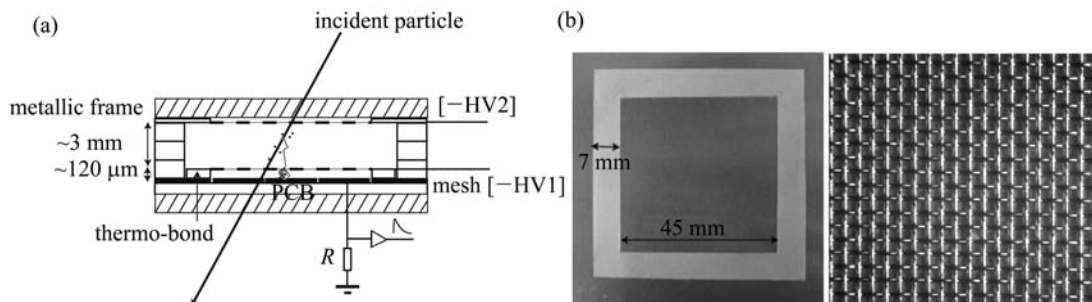 (a)
incident particle
[−HV2]
metallic frame
~3 mm
~120 μm
mesh [−HV1]
PCB
thermo-bond
R
(b)
7 mm
45 mm